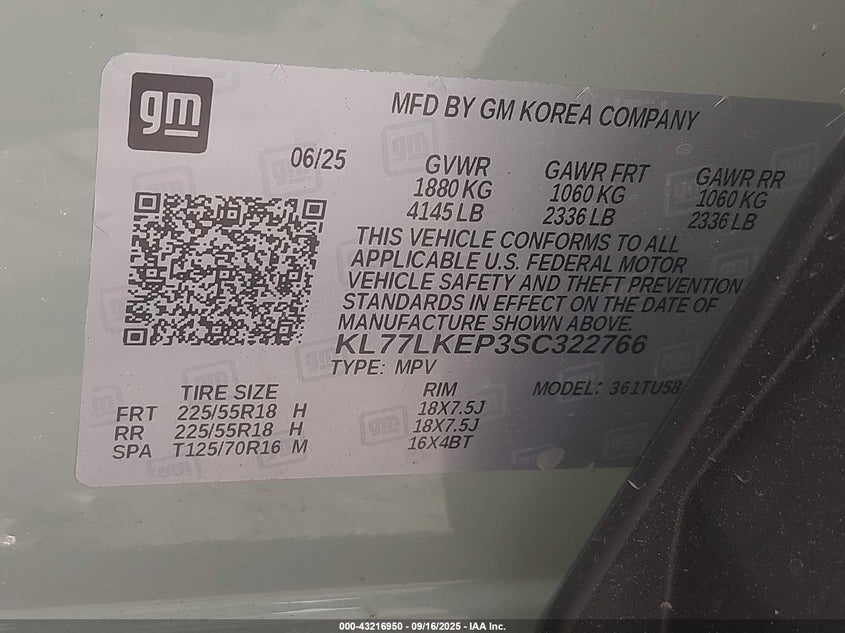 gm
MFD BY GM KOREA COMPANY
06/25 GVWR GAWR FRT GAWR RR
1880 KG 1060 KG 1060 KG
4145 LB 2336 LB 2336 LB
THIS VEHICLE CONFORMS TO ALL
APPLICABLE U.S. FEDERAL MOTOR
VEHICLE SAFETY AND THEFT PREVENTION
STANDARDS IN EFFECT ON THE DATE OF
MANUFACTURE SHOWN ABOVE.
KL77LKEP3SC322766
TYPE: MPV
TIRE SIZE RIM MODEL: 361TU58
FRT 225/55R18 H 18X7.5J
RR 225/55R18 H 18X7.5J
SPA T125/70R16 M 16X4BT
000-43216950 - 09/16/2025 - IAA Inc.